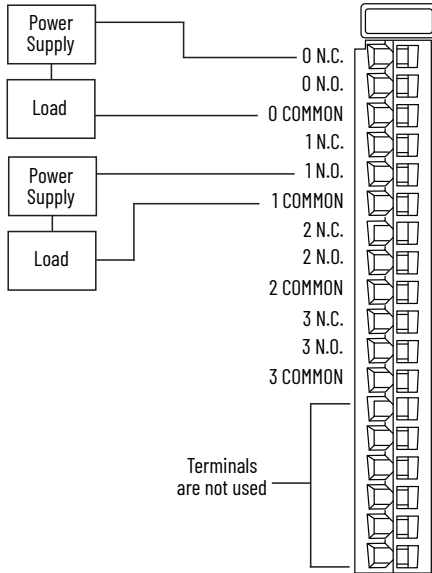 Power
Supply
Load
Power
Supply
Load
0 N.C.
0 N.O.
0 COMMON
1 N.C.
1 N.O.
1 COMMON
2 N.C.
2 N.O.
2 COMMON
3 N.C.
3 N.O.
3 COMMON
Terminals
are not used